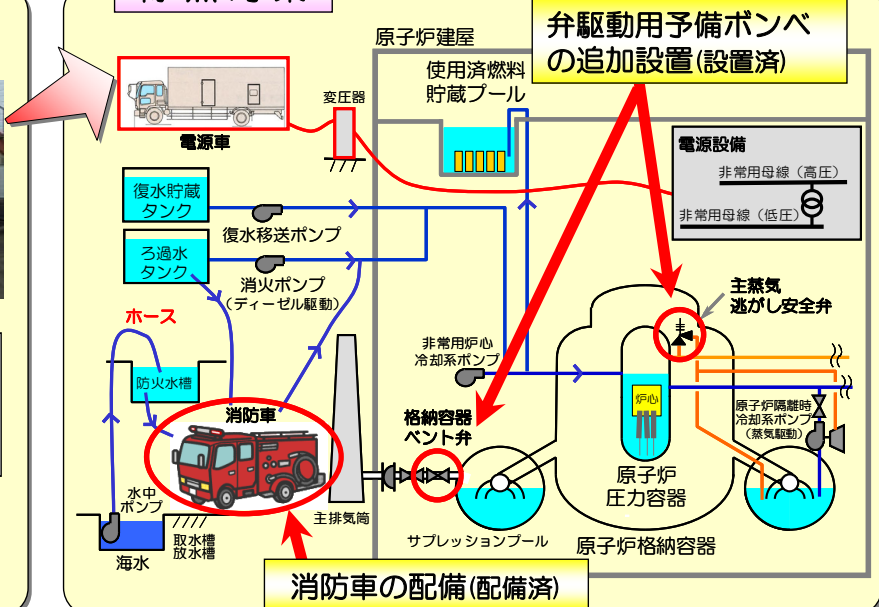 原子炉建屋
弁駆動用予備ボンベ
の追加設置(設置済)
使用済燃料
貯蔵プール
変圧器
電源車
電源設備
非常用母線（高圧）
非常用母線（低圧）
復水貯蔵
タンク
復水移送ポンプ
ろ過水
タンク
消火ポンプ
（ディーゼル駆動）
主蒸気
逃がし安全弁
ホース
非常用炉心
冷却系ポンプ
防火水槽
炉心
消防車
格納容器
ベント弁
原子炉隔離時
冷却系ポンプ
（蒸気駆動）
原子炉
圧力容器
水中
ポンプ
取水槽
放水槽
海水
主排気筒
サプレッションプール
原子炉格納容器
消防車の配備(配備済)